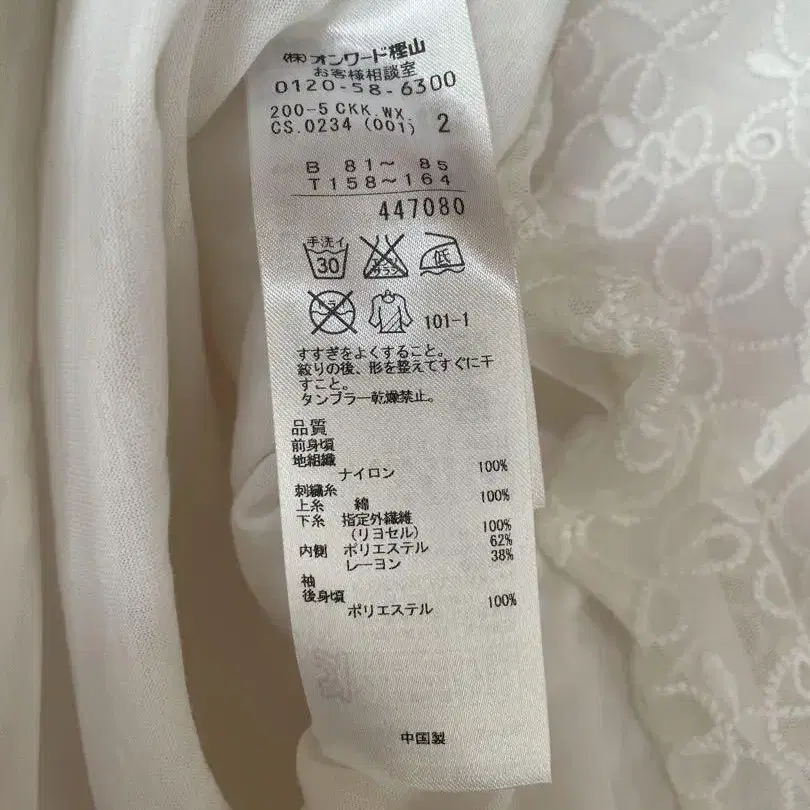 (株)オンワード樫山
お客様相談室
0120-58-6300
200-5 CKK.WX.
CS.0234 (001) 2
B 81～ 85
T158～164
447080
手洗イ
30
低
101-1
すすぎをよくすること。
絞りの後、形を整えてすぐに干
すこと。
タンブラー乾燥禁止。
品質
前身頃
地組織
ナイロン 100%
刺繍糸
上糸 綿 100%
下糸 指定外繊維
(リヨセル) 100%
内側 ポリエステル 62%
レーヨン 38%
袖
後身頃
ポリエステル 100%
中国製